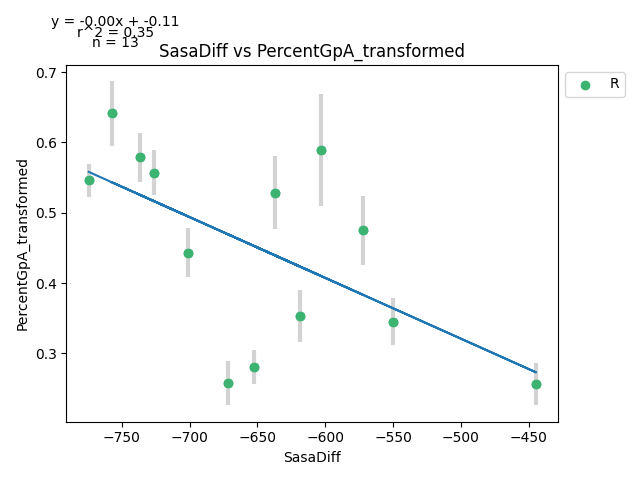 y = -0.00x + -0.11
r^2 = 0.35
n = 13
SasaDiff vs PercentGpA_transformed
R
PercentGpA_transformed
0.7
0.6
0.5
0.4
0.3
−750
−700
−650
−600
−550
−500
−450
SasaDiff